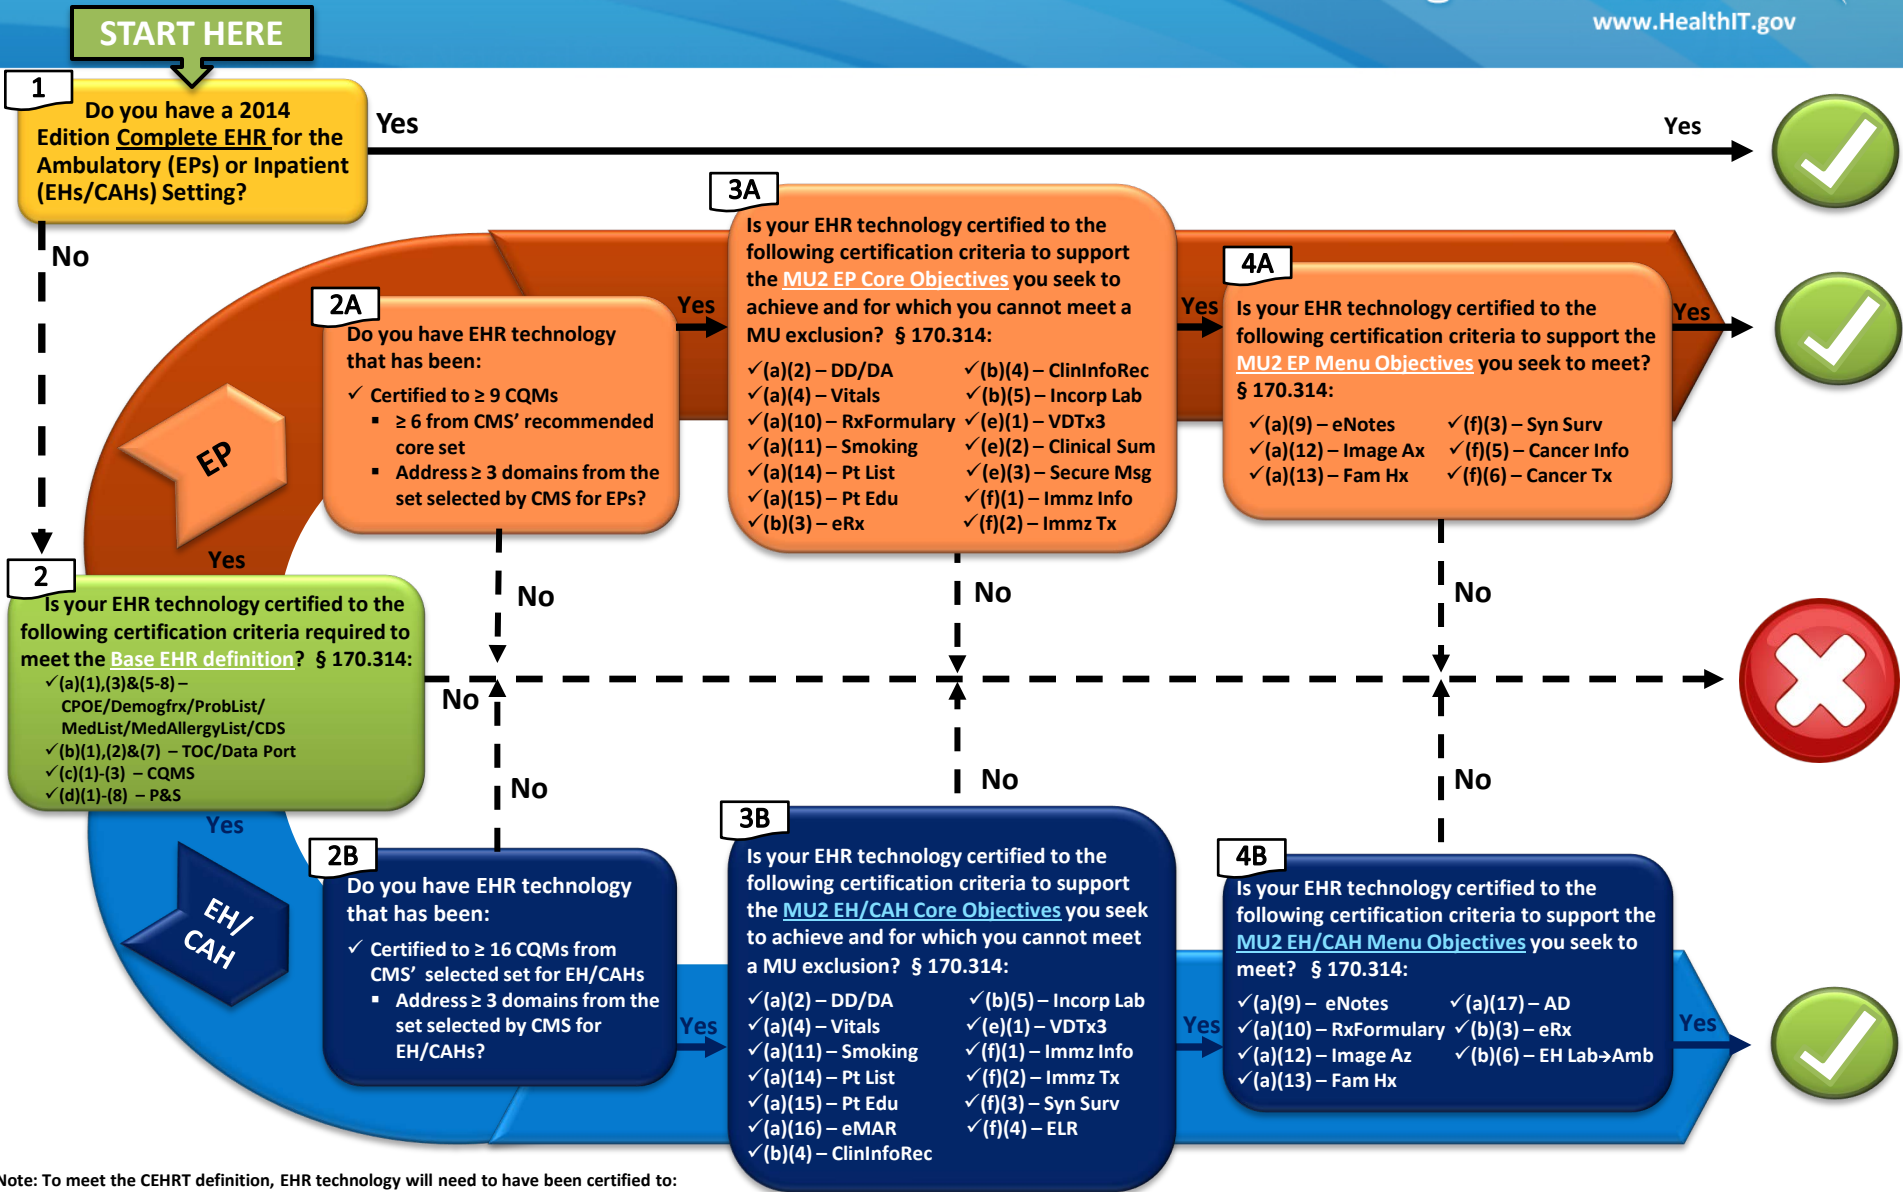 www.HealthIT.gov
START HERE
1
Do you have a 2014
Edition Complete EHR for the
Ambulatory (EPs) or Inpatient
(EHs/CAHs) Setting?
Yes
Yes
No
2
Is your EHR technology certified to the
following certification criteria required to
meet the Base EHR definition? § 170.314:
✓(a)(1),(3)&(5-8) –
CPOE/Demogfrx/ProbList/
MedList/MedAllergyList/CDS
✓(b)(1),(2)&(7) – TOC/Data Port
✓(c)(1)-(3) – CQMS
✓(d)(1)-(8) – P&S
Yes
EP
2A
Do you have EHR technology
that has been:
✓ Certified to ≥ 9 CQMs
▪ ≥ 6 from CMS' recommended
core set
▪ Address ≥ 3 domains from the
set selected by CMS for EPs?
Yes
No
3A
Is your EHR technology certified to the
following certification criteria to support
the MU2 EP Core Objectives you seek to
achieve and for which you cannot meet a
MU exclusion? § 170.314:
✓(a)(2) – DD/DA
✓(a)(4) – Vitals
✓(a)(10) – RxFormulary
✓(a)(11) – Smoking
✓(a)(14) – Pt List
✓(a)(15) – Pt Edu
✓(b)(3) – eRx
✓(b)(4) – ClinInfoRec
✓(b)(5) – Incorp Lab
✓(e)(1) – VDTx3
✓(e)(2) – Clinical Sum
✓(e)(3) – Secure Msg
✓(f)(1) – Immz Info
✓(f)(2) – Immz Tx
Yes
No
4A
Is your EHR technology certified to the
following certification criteria to support the
MU2 EP Menu Objectives you seek to meet?
§ 170.314:
✓(a)(9) – eNotes
✓(a)(12) – Image Ax
✓(a)(13) – Fam Hx
✓(f)(3) – Syn Surv
✓(f)(5) – Cancer Info
✓(f)(6) – Cancer Tx
Yes
No
No
Yes
EH/
CAH
2B
Do you have EHR technology
that has been:
✓ Certified to ≥ 16 CQMs from
CMS' selected set for EH/CAHs
▪ Address ≥ 3 domains from the
set selected by CMS for
EH/CAHs?
No
Yes
3B
Is your EHR technology certified to the
following certification criteria to support
the MU2 EH/CAH Core Objectives you seek
to achieve and for which you cannot meet
a MU exclusion? § 170.314:
✓(a)(2) – DD/DA
✓(a)(4) – Vitals
✓(a)(11) – Smoking
✓(a)(14) – Pt List
✓(a)(15) – Pt Edu
✓(a)(16) – eMAR
✓(b)(4) – ClinInfoRec
✓(b)(5) – Incorp Lab
✓(e)(1) – VDTx3
✓(f)(1) – Immz Info
✓(f)(2) – Immz Tx
✓(f)(3) – Syn Surv
✓(f)(4) – ELR
No
Yes
4B
Is your EHR technology certified to the
following certification criteria to support the
MU2 EH/CAH Menu Objectives you seek to
meet? § 170.314:
✓(a)(9) – eNotes
✓(a)(10) – RxFormulary
✓(a)(12) – Image Az
✓(a)(13) – Fam Hx
✓(a)(17) – AD
✓(b)(3) – eRx
✓(b)(6) – EH Lab→Amb
No
Yes
Note: To meet the CEHRT definition, EHR technology will need to have been certified to: